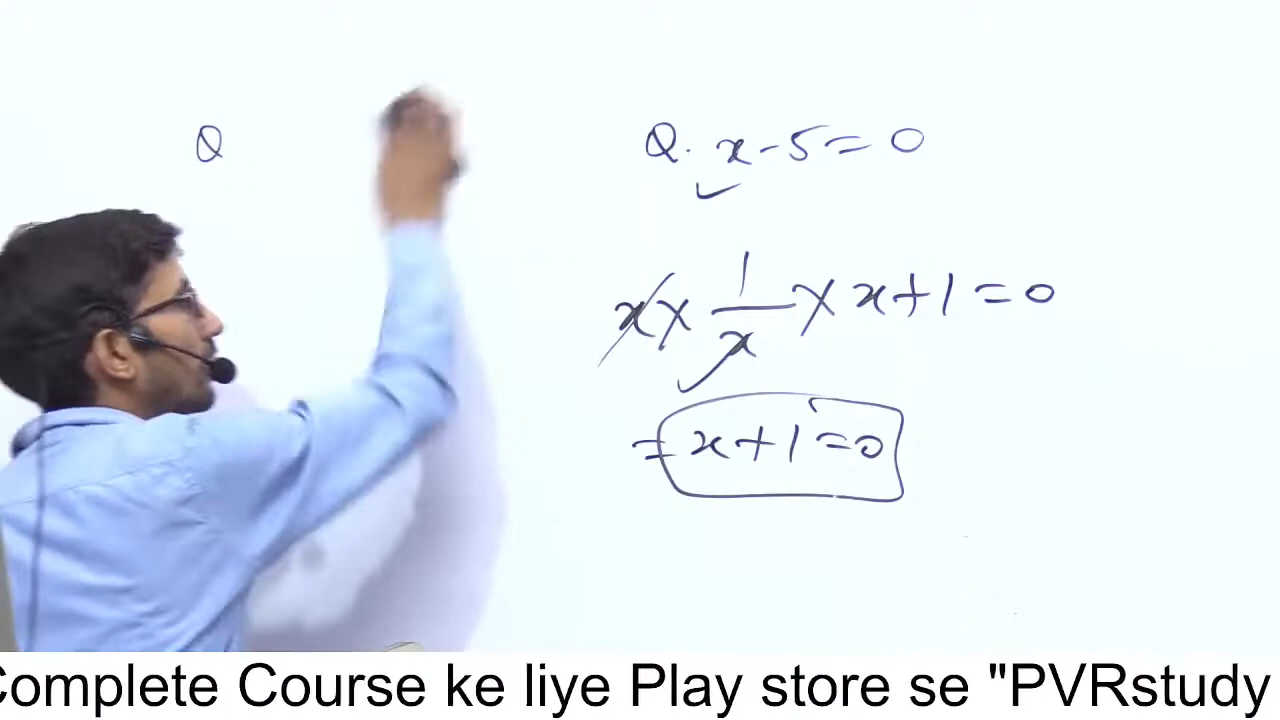 Q
Q. x - 5 = 0
x × 1/x × x + 1 = 0
= x + 1 = 0
Complete Course ke liye Play store se "PVRstudy